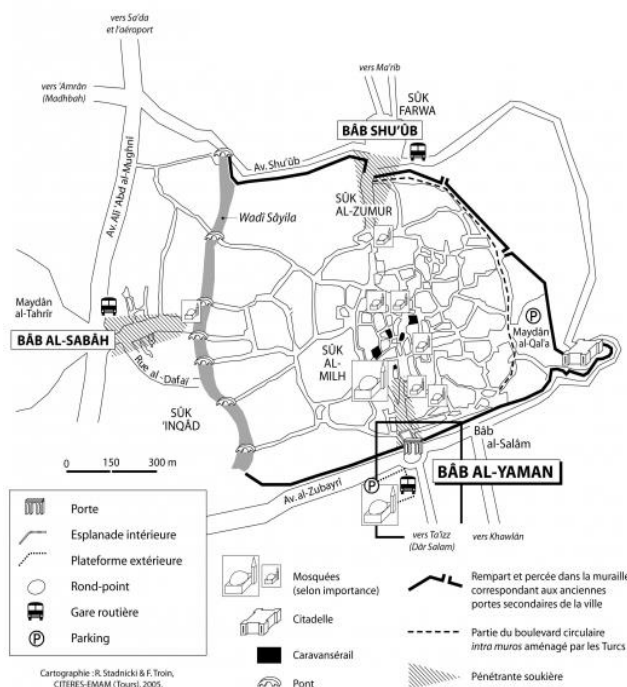 vers Sa'da
et l'aéroport
vers 'Amrân
(Madhbah)
vers Ma'rib
SÛK
FARWA
BÂB SHU'ÛB
Av. Shu'ûb
Av. Ali 'Abd al-Mughni
SÛK
AL-ZUMUR
Wadi Sâyila
Maydân
al-Tahrîr
BÂB AL-SABÂH
P
Maydân
al-Qal'a
Rue al-Dafaï
SÛK
AL-
MILH
SÛK
'INQÂD
Bâb
al-Salâm
0 150 300 m
BÂB AL-YAMAN
Av. al-Zubayrî
P
vers Ta'izz
(Dâr Salam)
vers Khawlân
Porte
Esplanade intérieure
Plateforme extérieure
Rond-point
Gare routière
P Parking
Mosquées
(selon importance)
Citadelle
Caravansérail
Pont
Rempart et percée dans la muraille
correspondant aux anciennes
portes secondaires de la ville
Partie du boulevard circulaire
intra muros aménagé par les Turcs
Pénétrante soukière
Cartographie : R. Stadnicki & F. Troin,
CITERES-EMAM (Tours), 2005.